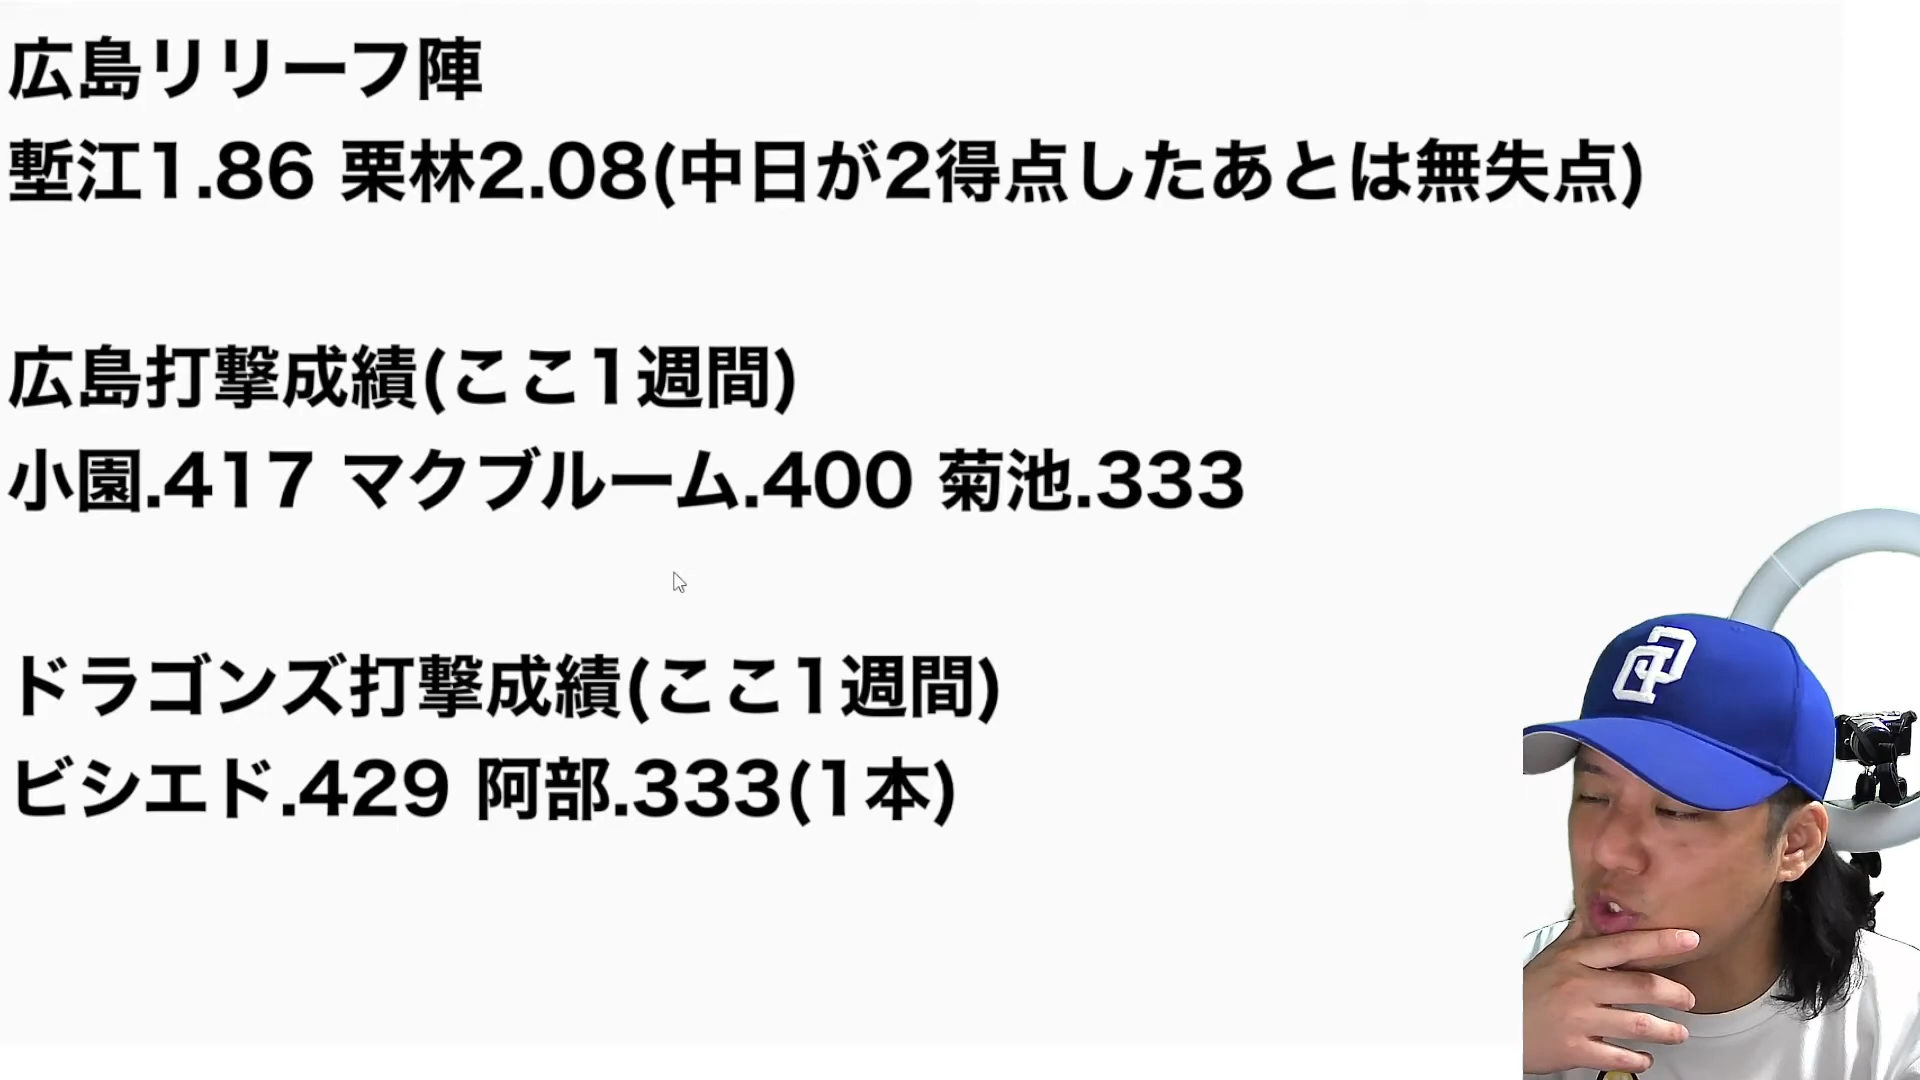 広島リリーフ陣
塹江1.86 栗林2.08(中日が2得点したあとは無失点)
広島打撃成績(ここ1週間)
小園.417 マクブルーム.400 菊池.333
ドラゴンズ打撃成績(ここ1週間)
ビシエド.429 阿部.333(1本)